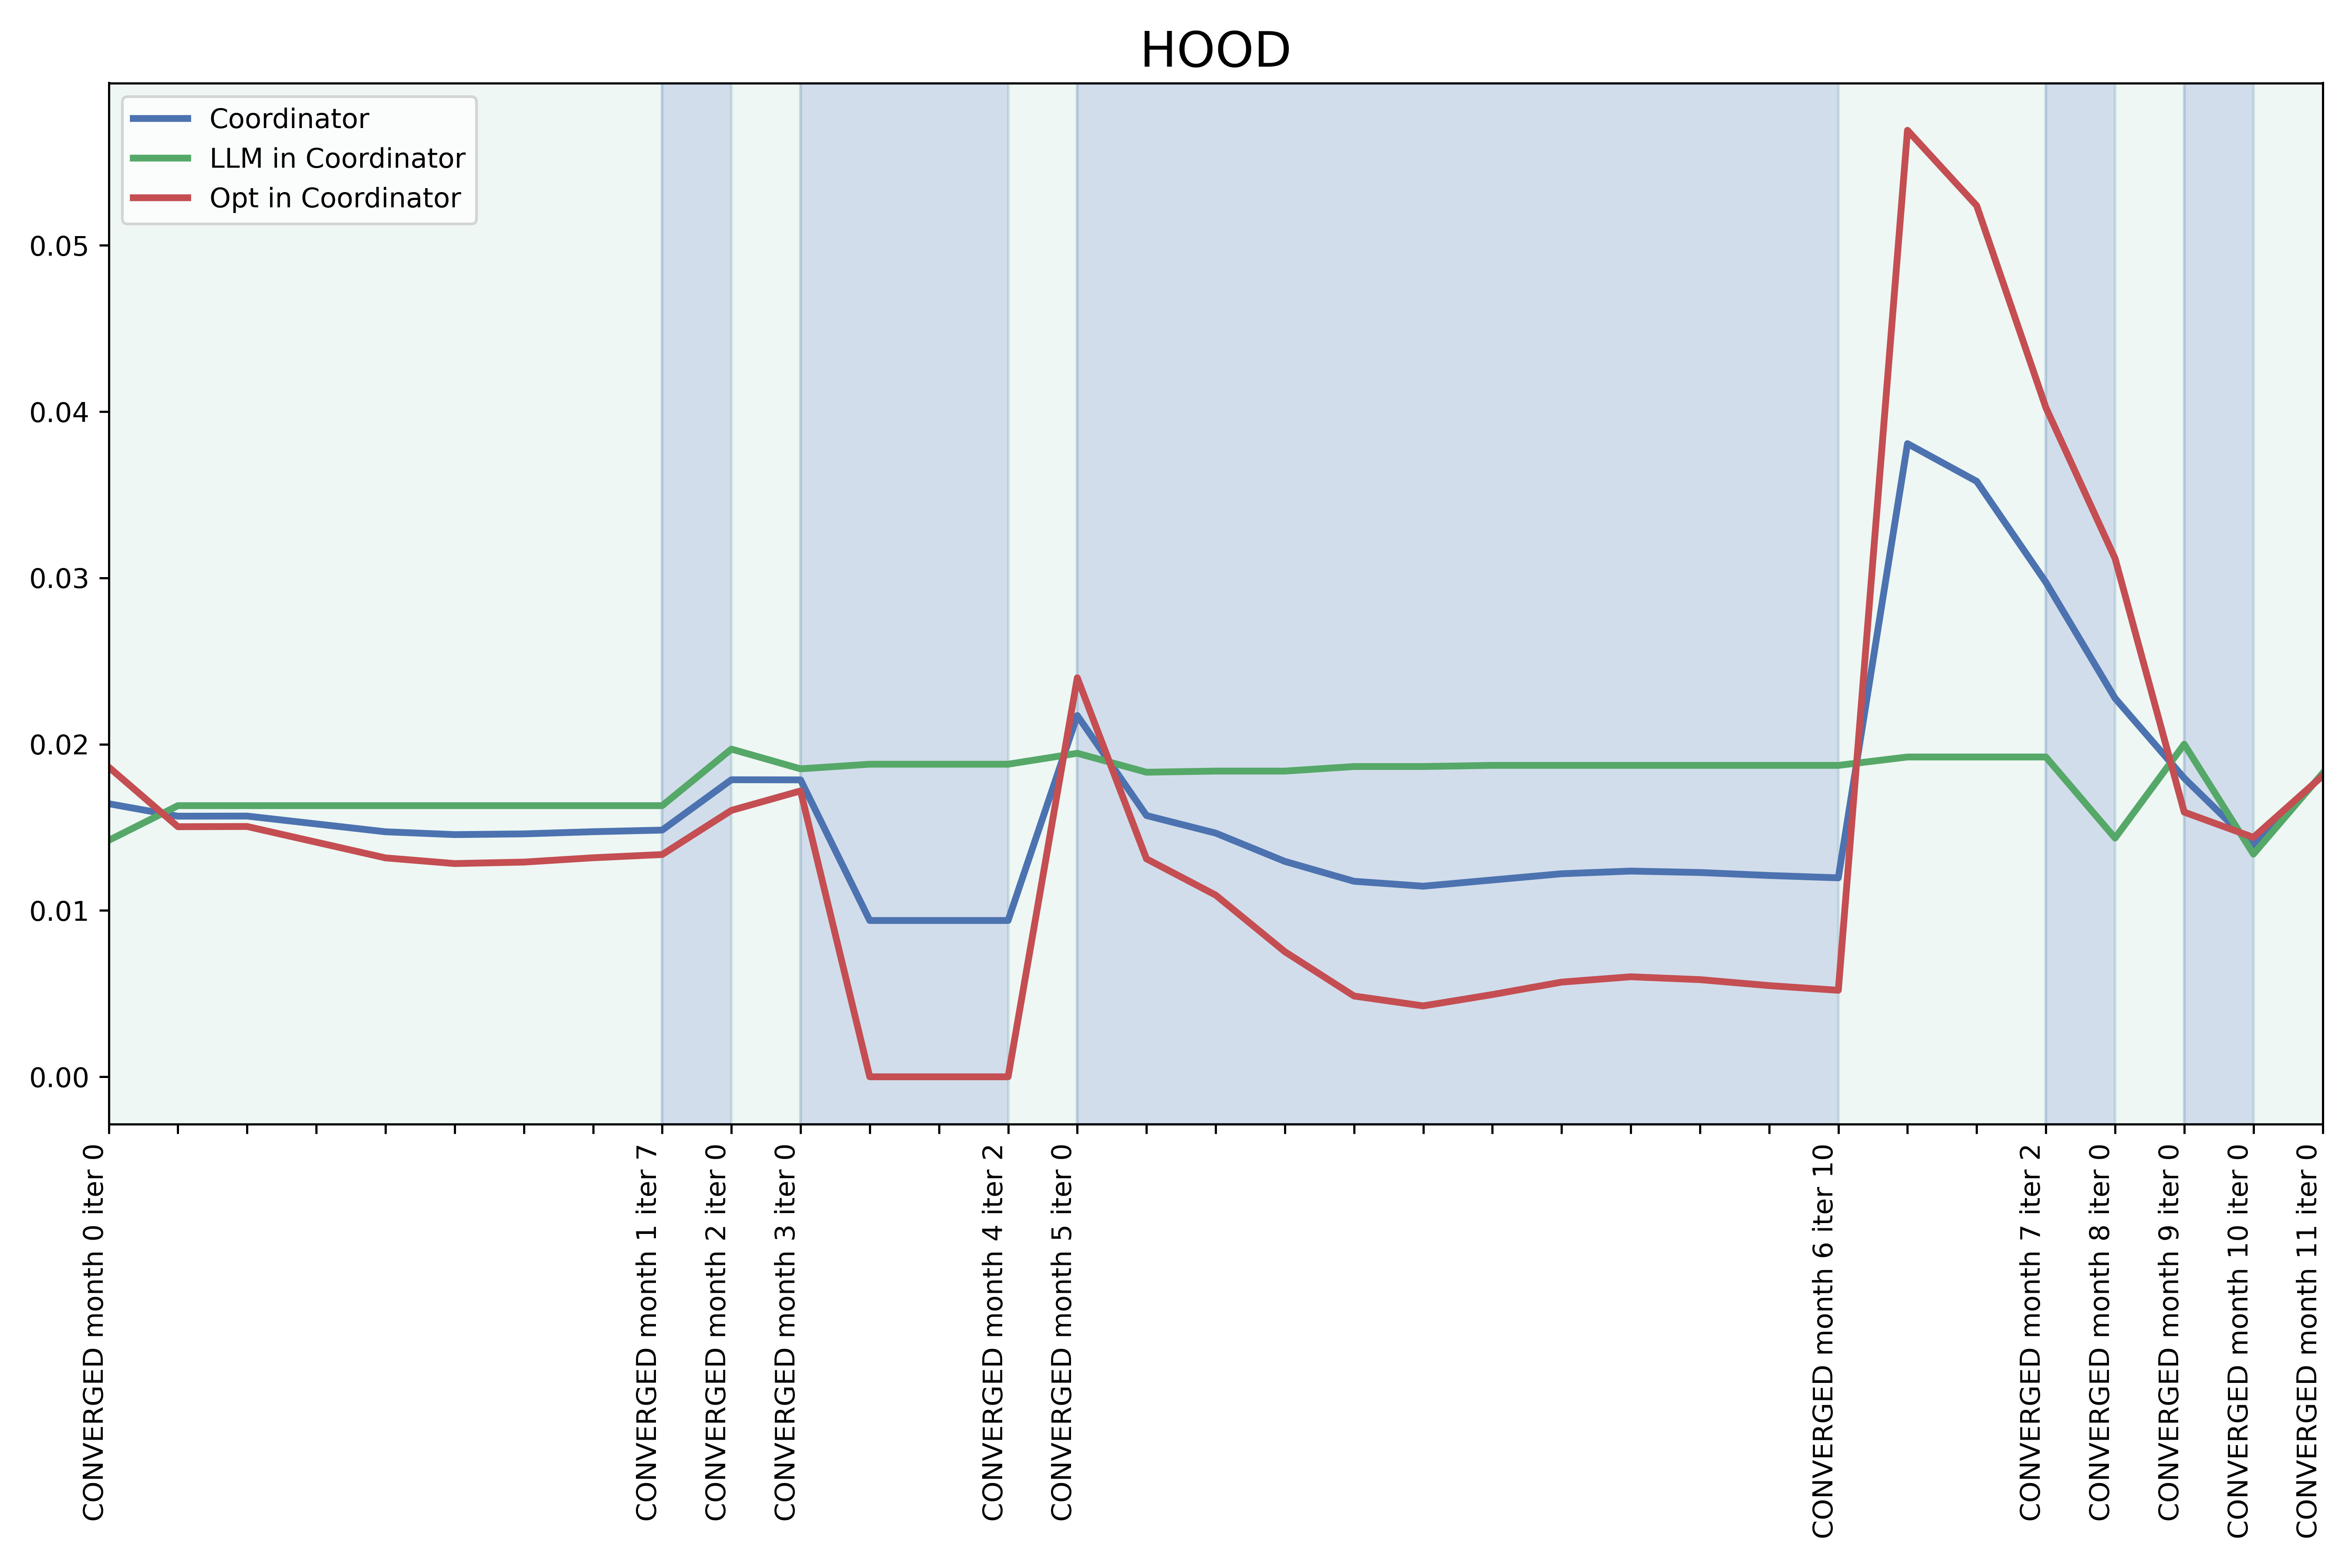 HOOD
Coordinator
LLM in Coordinator
Opt in Coordinator
0.05
0.04
0.03
0.02
0.01
0.00
CONVERGED month 0 iter 0
CONVERGED month 1 iter 7
CONVERGED month 2 iter 0
CONVERGED month 3 iter 0
CONVERGED month 4 iter 2
CONVERGED month 5 iter 0
CONVERGED month 6 iter 10
CONVERGED month 7 iter 2
CONVERGED month 8 iter 0
CONVERGED month 9 iter 0
CONVERGED month 10 iter 0
CONVERGED month 11 iter 0